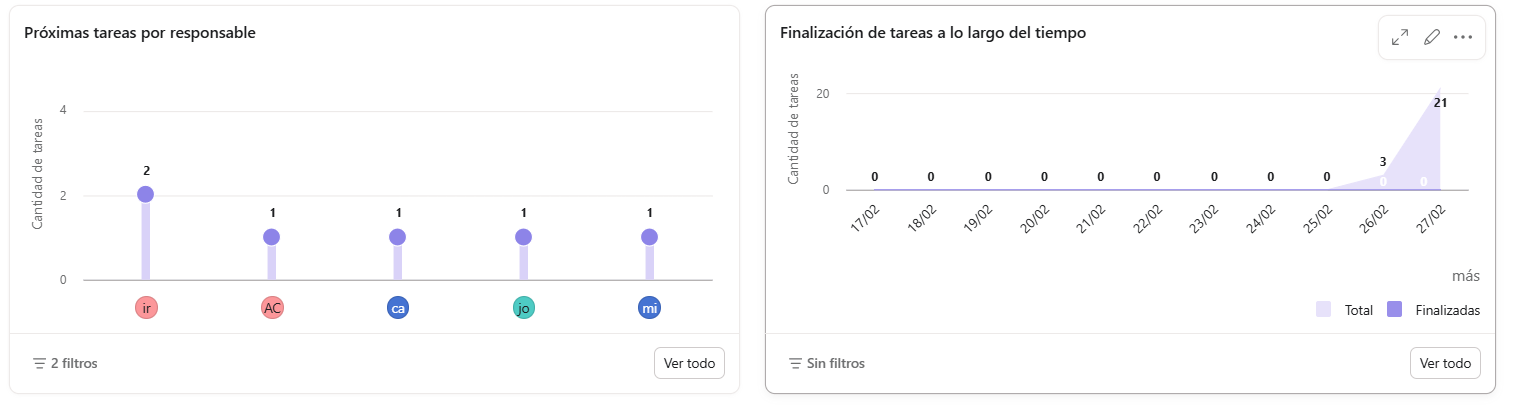 Próximas tareas por responsable
Cantidad de tareas
4
2
0
2
1
1
1
1
ir
AC
ca
jo
mi
2 filtros
Ver todo
Finalización de tareas a lo largo del tiempo
Cantidad de tareas
20
0
0
0
0
0
0
0
0
0
0
3
21
0
0
17/02
18/02
19/02
20/02
21/02
22/02
23/02
24/02
25/02
26/02
27/02
más
Total
Finalizadas
Sin filtros
Ver todo